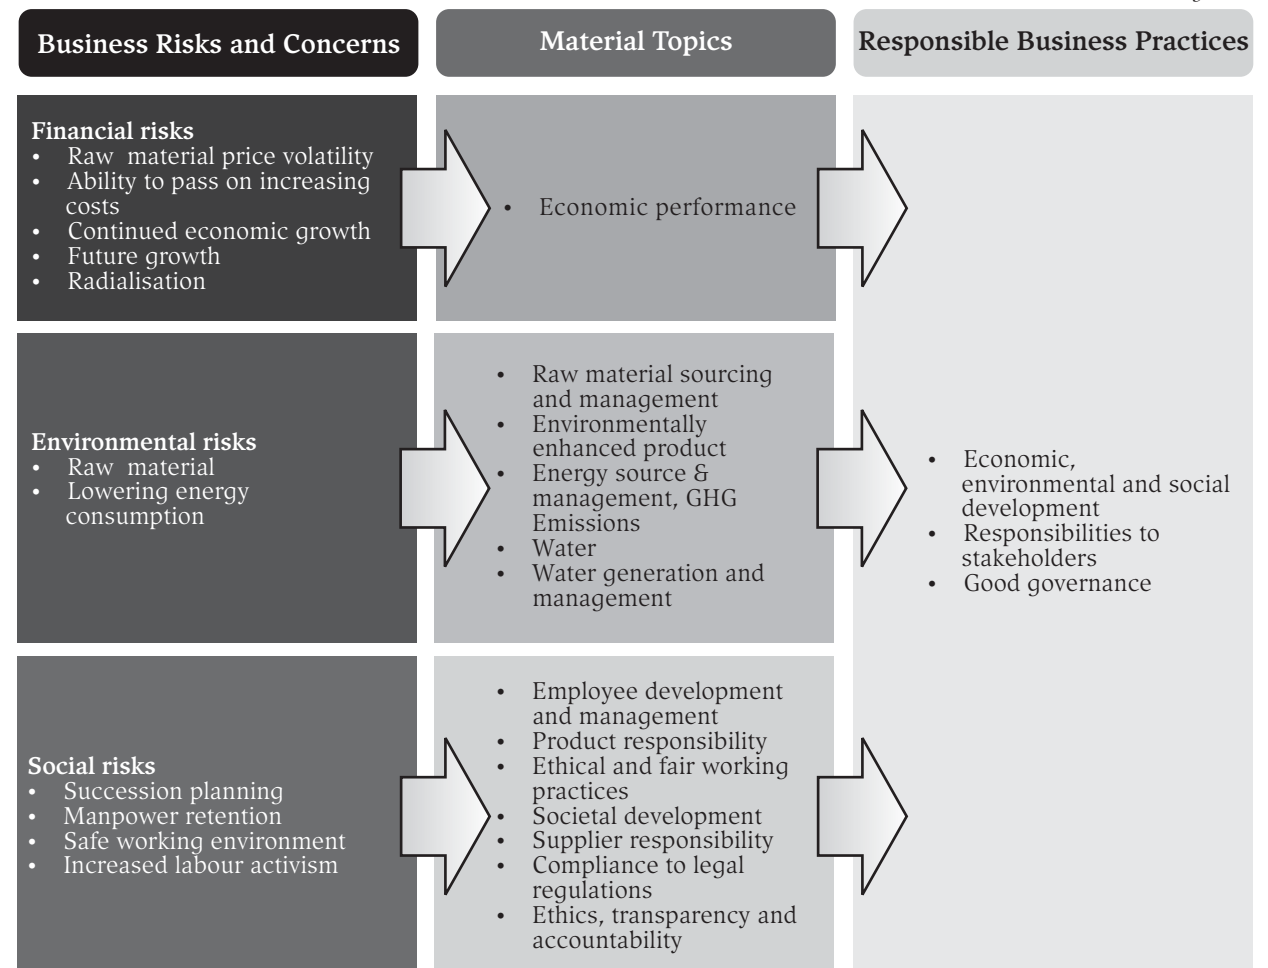 Business Risks and Concerns
Material Topics
Responsible Business Practices
Financial risks
• Raw material price volatility
• Ability to pass on increasing
costs
• Continued economic growth
• Future growth
• Radialisation
• Economic performance
Environmental risks
• Raw material
• Lowering energy
consumption
• Raw material sourcing
and management
• Environmentally
enhanced product
• Energy source &
management, GHG
Emissions
• Water
• Water generation and
management
• Economic,
environmental and social
development
• Responsibilities to
stakeholders
• Good governance
Social risks
• Succession planning
• Manpower retention
• Safe working environment
• Increased labour activism
• Employee development
and management
• Product responsibility
• Ethical and fair working
practices
• Societal development
• Supplier responsibility
• Compliance to legal
regulations
• Ethics, transparency and
accountability